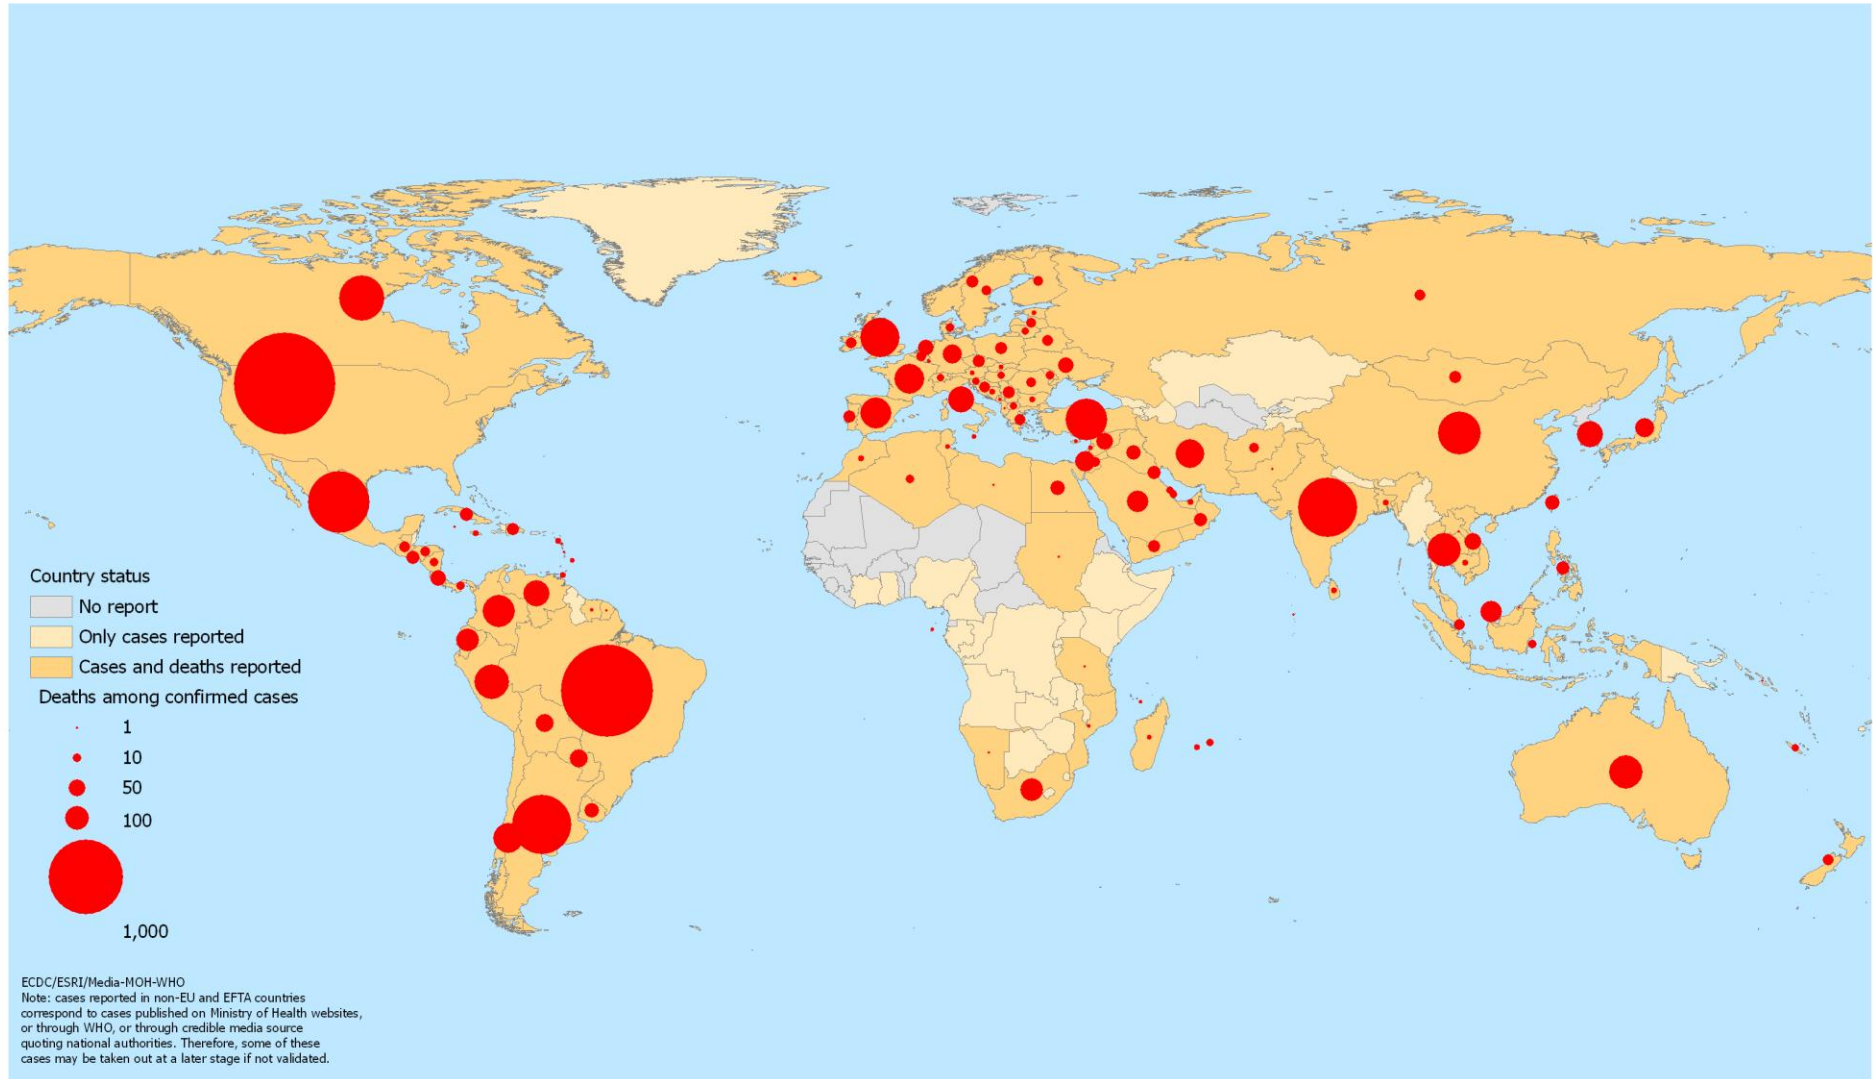 Country status
No report
Only cases reported
Cases and deaths reported
Deaths among confirmed cases
1
10
50
100
1,000
ECDC/ESRI/Media-MOH-WHO
Note: cases reported in non-EU and EFTA countries
correspond to cases published on Ministry of Health websites,
or through WHO, or through credible media source
quoting national authorities. Therefore, some of these
cases may be taken out at a later stage if not validated.